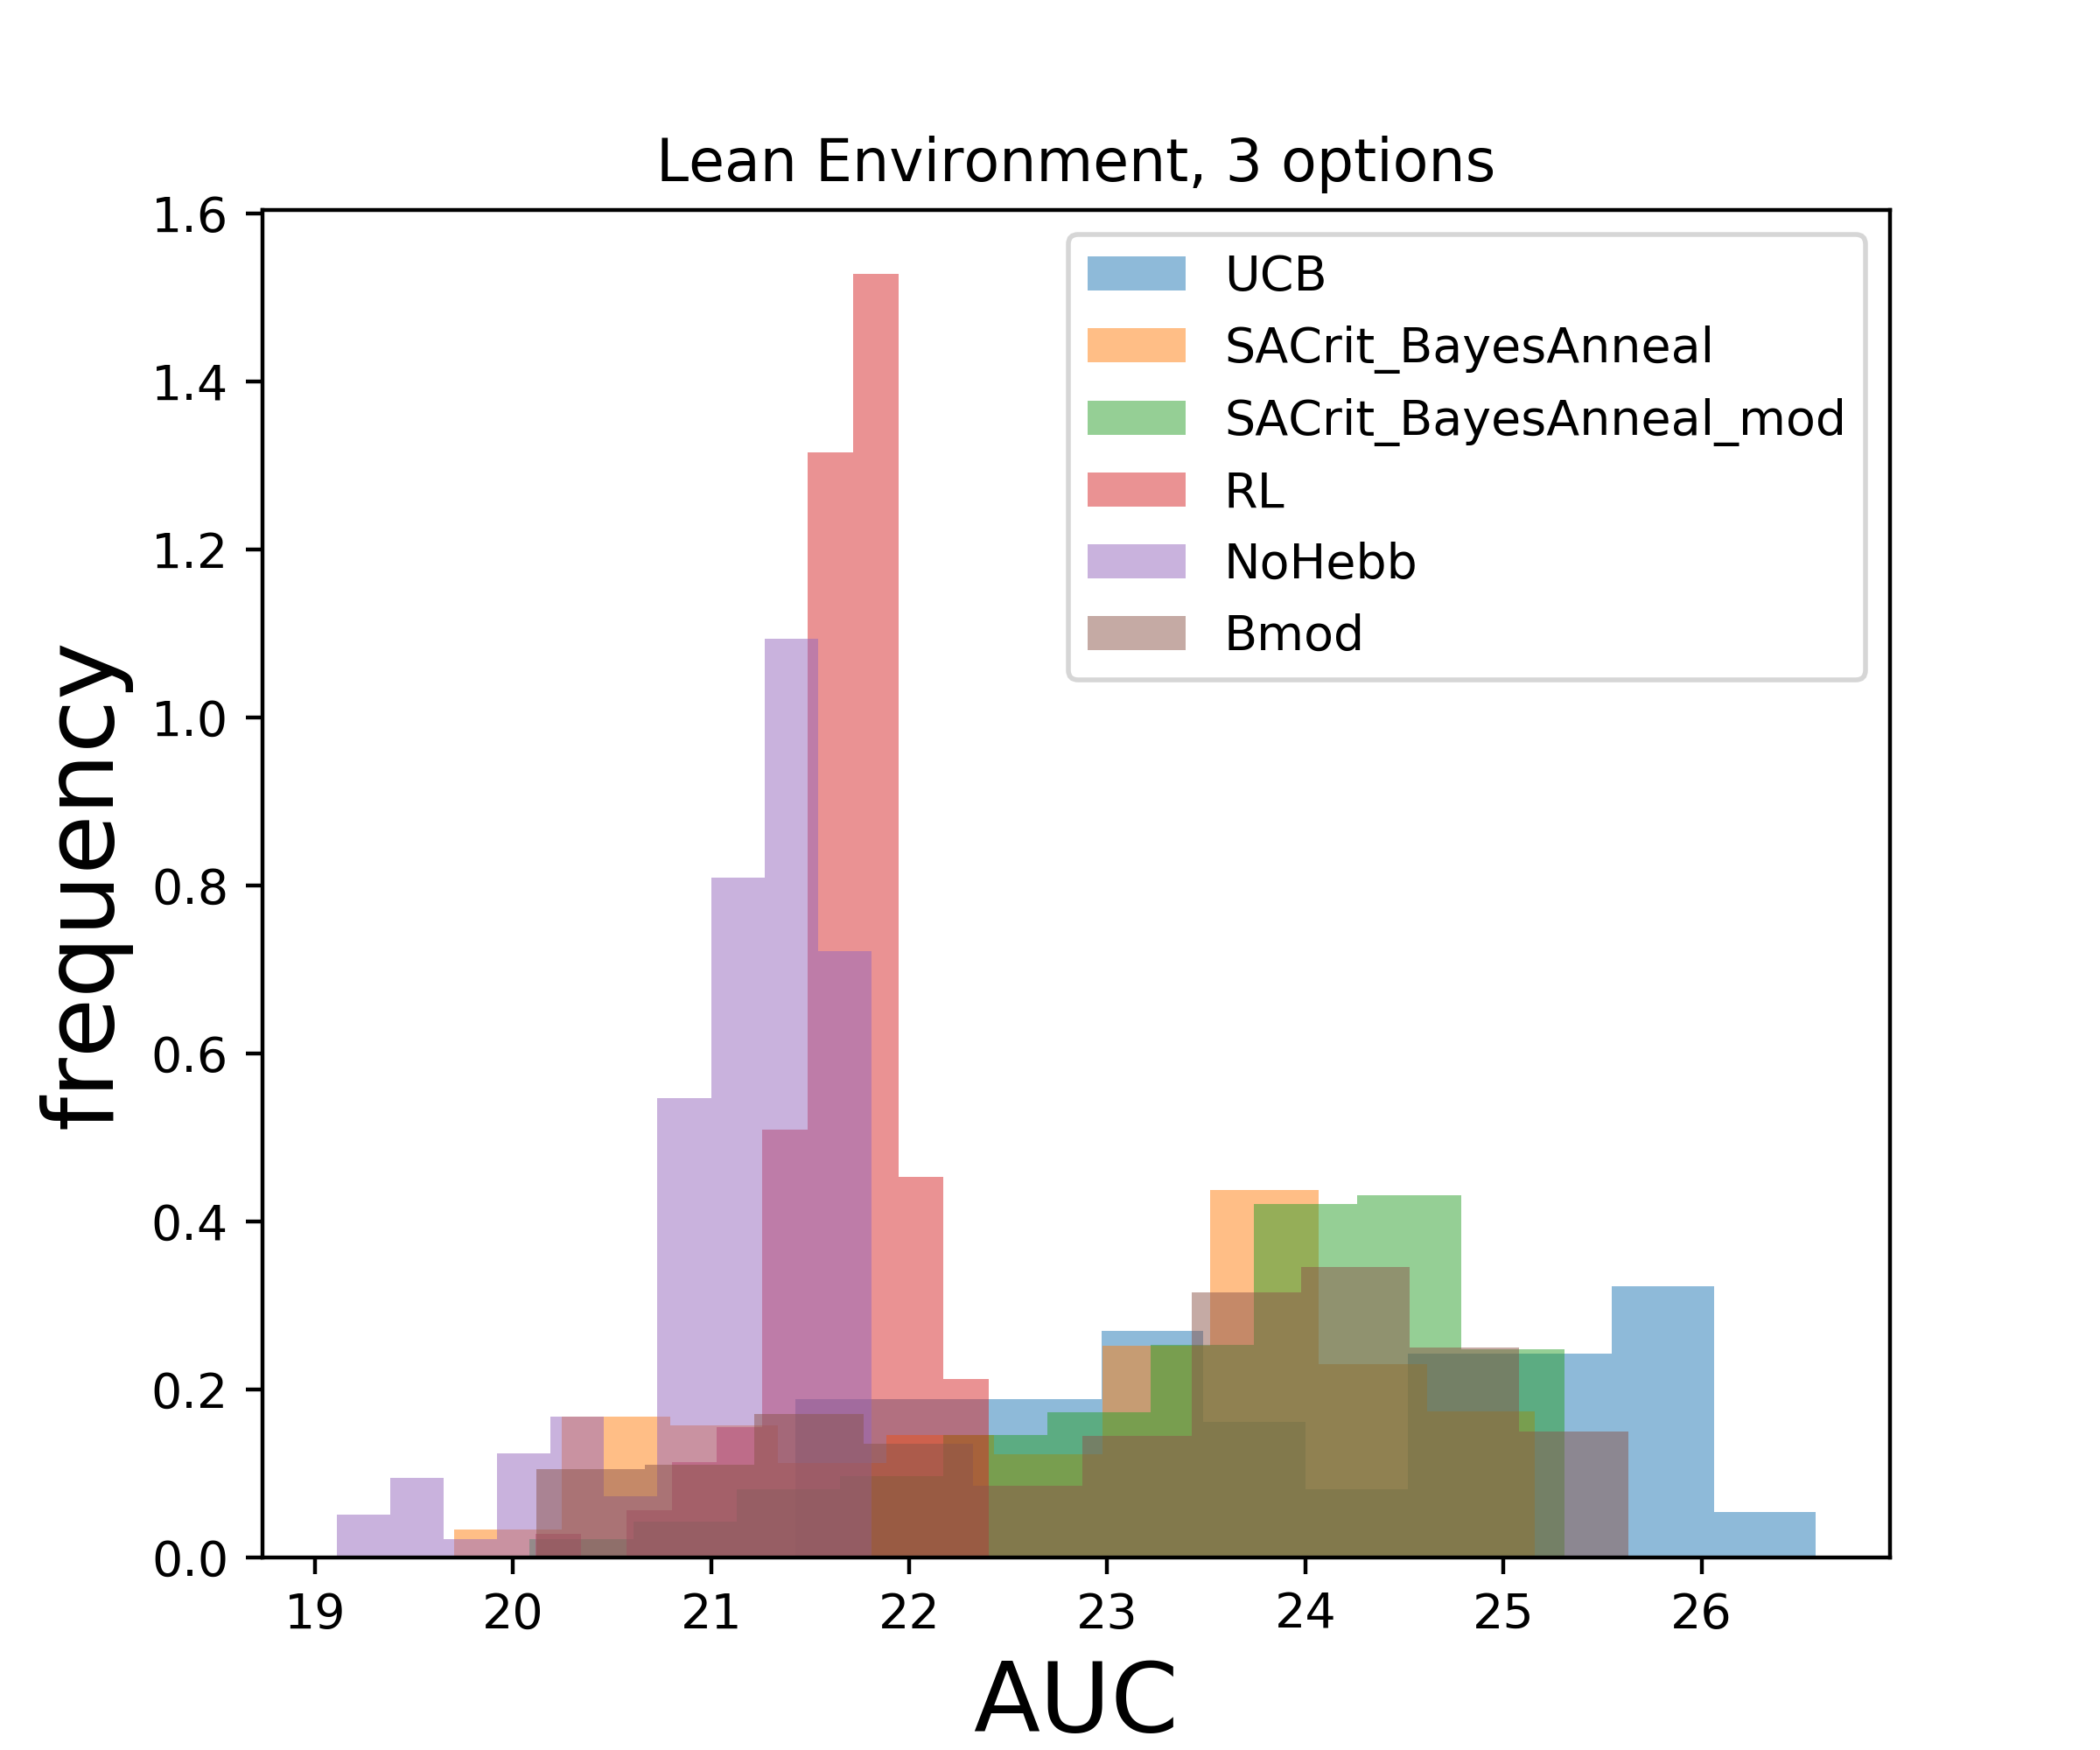 Lean Environment, 3 options
1.6
1.4
1.2
1.0
0.8
0.6
0.4
0.2
0.0
frequency
UCB
SACrit_BayesAnneal
SACrit_BayesAnneal_mod
RL
NoHebb
Bmod
19 20 21 22 23 24 25 26
AUC